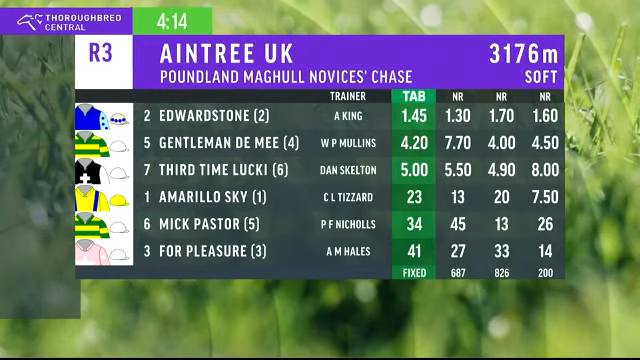 THOROUGHBRED
CENTRAL
4:14
R3 AINTREE UK 3176m
POUNDLAND MAGHULL NOVICES' CHASE SOFT
TRAINER TAB NR NR NR
2 EDWARDSTONE (2) A KING 1.45 1.30 1.70 1.60
5 GENTLEMAN DE MEE (4) W P MULLINS 4.20 7.70 4.00 4.50
7 THIRD TIME LUCKI (6) DAN SKELTON 5.00 5.50 4.90 8.00
1 AMARILLO SKY (1) C L TIZZARD 23 13 20 7.50
6 MICK PASTOR (5) P F NICHOLLS 34 45 13 26
3 FOR PLEASURE (3) A M HALES 41 27 33 14
FIXED 687 826 200